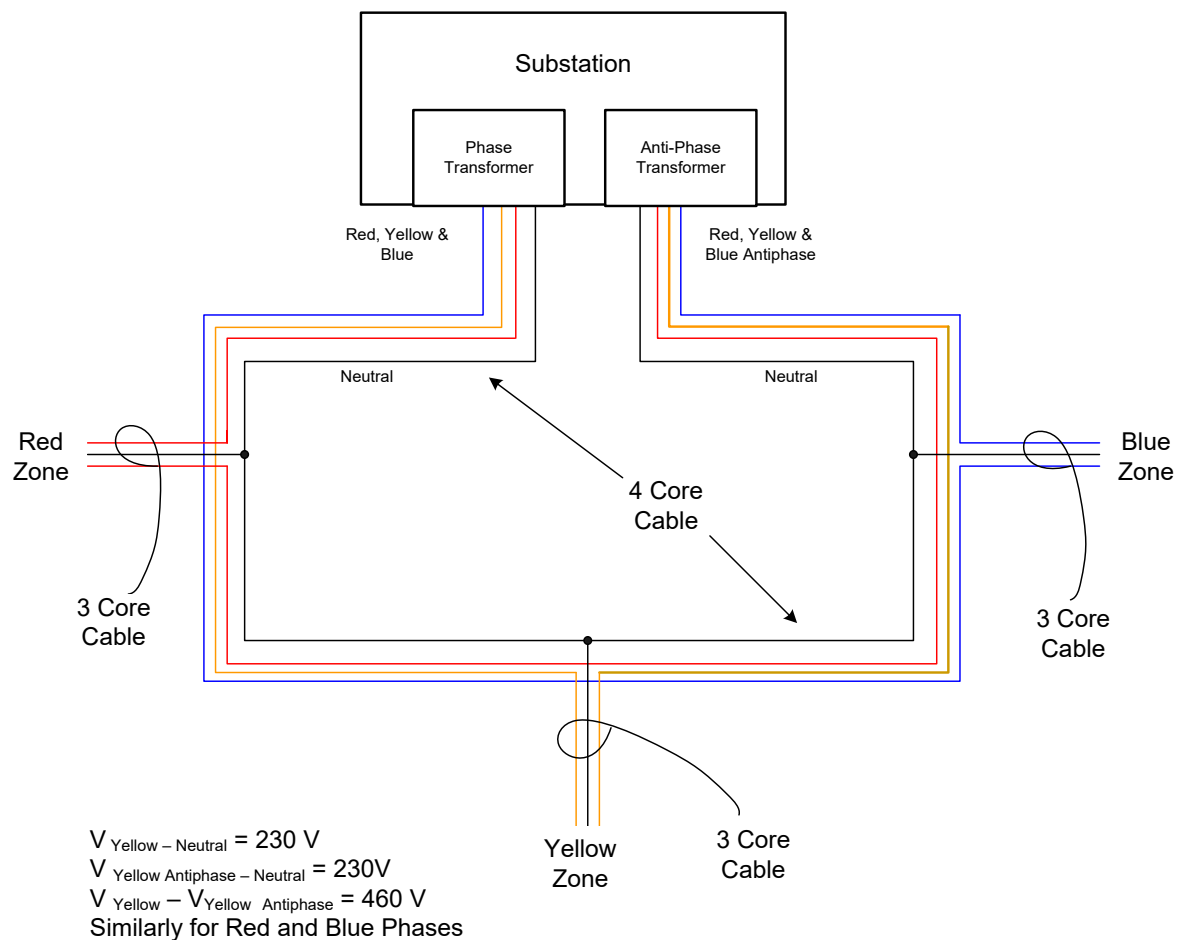 Substation
Phase
Transformer
Anti-Phase
Transformer
Red, Yellow &
Blue
Red, Yellow &
Blue Antiphase
Neutral
Neutral
Red
Zone
Blue
Zone
4 Core
Cable
3 Core
Cable
3 Core
Cable
V Yellow – Neutral = 230 V
V Yellow Antiphase – Neutral = 230V
V Yellow – VYellow Antiphase = 460 V
Similarly for Red and Blue Phases
Yellow
Zone
3 Core
Cable